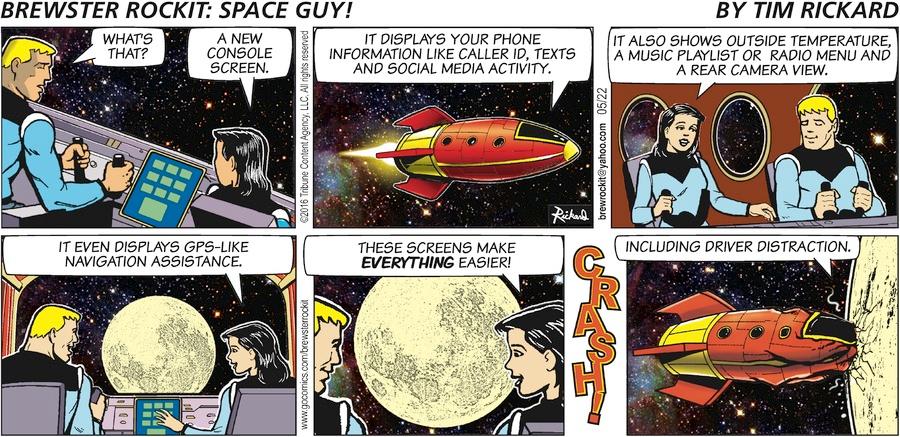 BREWSTER ROCKIT: SPACE GUY!
BY TIM RICKARD
WHAT'S
THAT?
A NEW
CONSOLE
SCREEN.
©2016 Tribune Content Agency, LLC. All rights reserved
IT DISPLAYS YOUR PHONE
INFORMATION LIKE CALLER ID, TEXTS
AND SOCIAL MEDIA ACTIVITY.
Rickard
brewrockit@yahoo.com 05/22
IT ALSO SHOWS OUTSIDE TEMPERATURE,
A MUSIC PLAYLIST OR RADIO MENU AND
A REAR CAMERA VIEW.
IT EVEN DISPLAYS GPS-LIKE
NAVIGATION ASSISTANCE.
www.gocomics.com/brewsterrockit
THESE SCREENS MAKE
EVERYTHING EASIER!
CRASH!
INCLUDING DRIVER DISTRACTION.